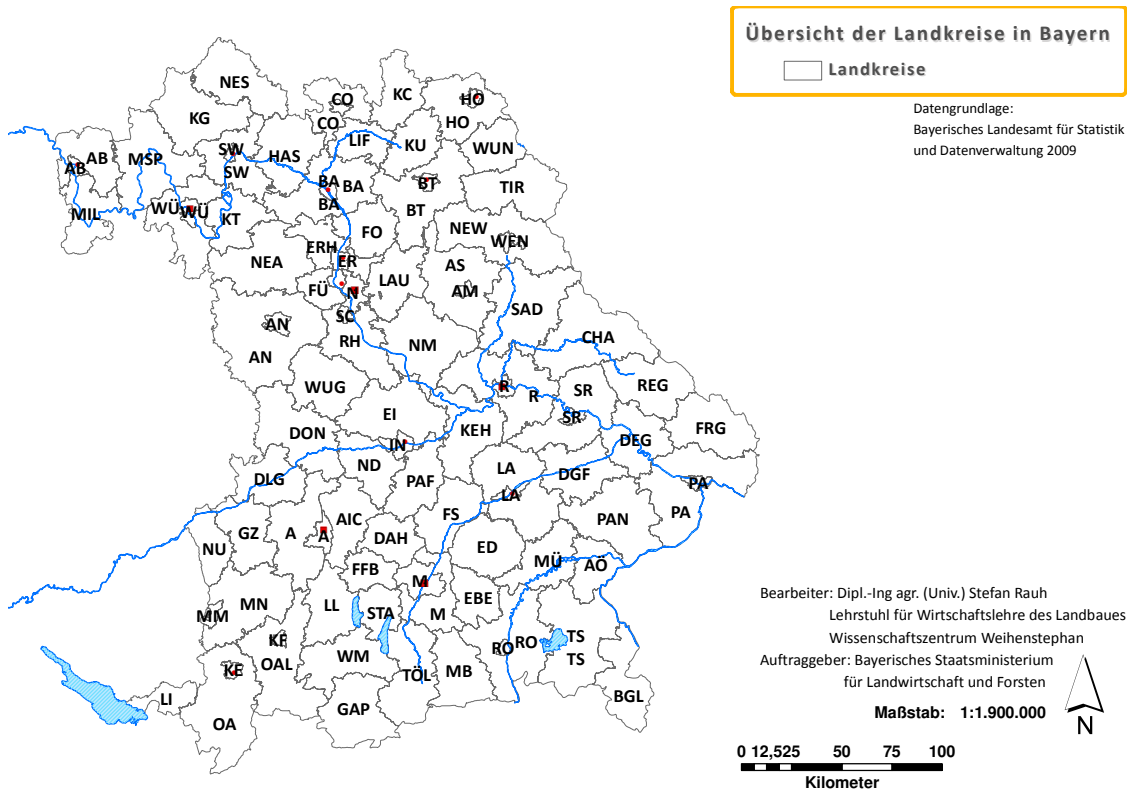 Übersicht der Landkreise in Bayern
Landkreise
Datengrundlage:
Bayerisches Landesamt für Statistik
und Datenverwaltung 2009
NES
CO
KC
HO
KG
CO
HO
LIF
KU
WUN
SW
HAS
AB
AB
MSP
SW
BA
BA
BT
TIR
MIL
WÜ
WÜ
KT
BA
BT
FO
NEW
WEN
ERH
NEA
ER
LAU
AS
FÜ
N
AM
SAD
AN
SC
RH
NM
CHA
AN
WUG
R
R
SR
REG
EI
SR
FRG
DON
IN
KEH
DEG
ND
LA
DGF
DLG
PAF
LA
PA
AIC
FS
PAN
PA
NU
GZ
A
A
DAH
ED
MÜ
AÖ
FFB
M
MM
MN
LL
STA
M
EBE
KF
OAL
WM
RO
RO
TS
TS
KE
TÖL
MB
LI
GAP
BGL
OA
Bearbeiter: Dipl.-Ing agr. (Univ.) Stefan Rauh
Lehrstuhl für Wirtschaftslehre des Landbaues
Wissenschaftszentrum Weihenstephan
Auftraggeber: Bayerisches Staatsministerium
für Landwirtschaft und Forsten
Maßstab: 1:1.900.000
N
0 12,525 50 75 100
Kilometer